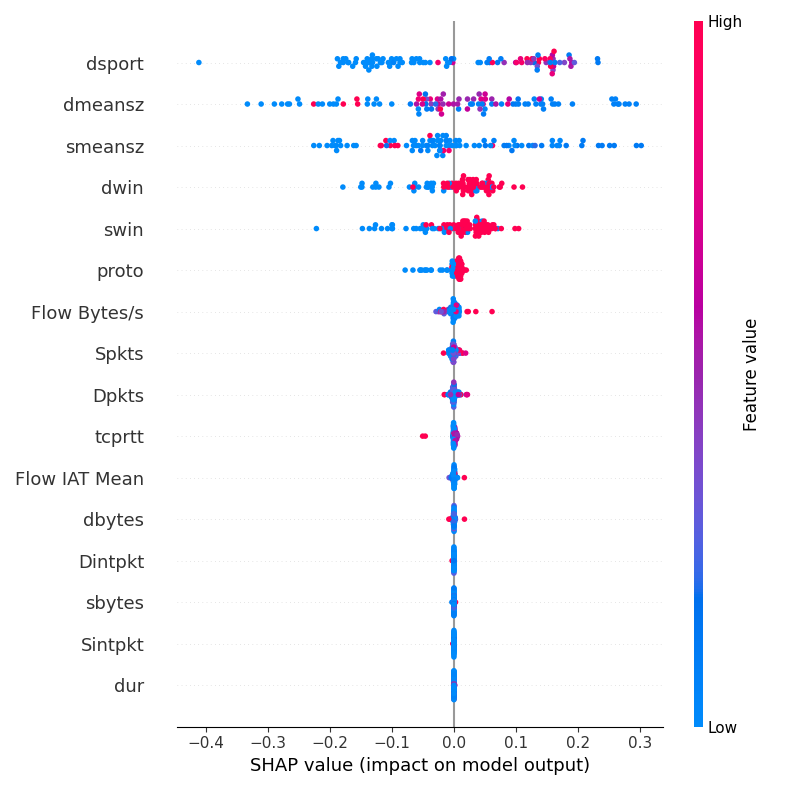 High
dsport
dmeansz
smeansz
dwin
swin
proto
Flow Bytes/s
Spkts
Dpkts
tcprtt
Flow IAT Mean
dbytes
Dintpkt
sbytes
Sintpkt
dur
Feature value
Low
−0.4 −0.3 −0.2 −0.1 0.0 0.1 0.2 0.3
SHAP value (impact on model output)